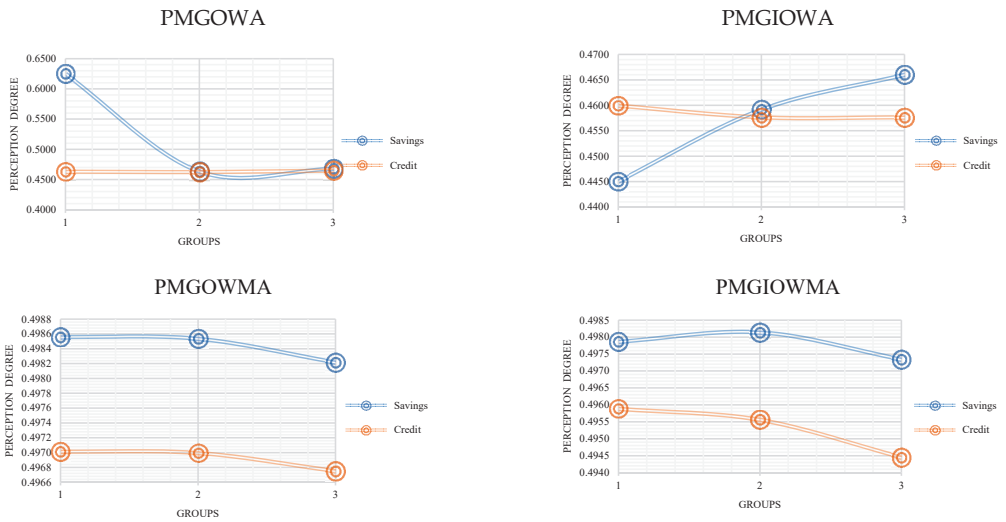 PMGOWA
PERCEPTION DEGREE
0.6500
0.6000
0.5500
0.5000
0.4500
0.4000
1
2
3
GROUPS
Savings
Credit
PMGIOWA
PERCEPTION DEGREE
0.4700
0.4650
0.4600
0.4550
0.4500
0.4450
0.4400
1
2
3
GROUPS
Savings
Credit
PMGOWMA
PERCEPTION DEGREE
0.4988
0.4986
0.4984
0.4982
0.4980
0.4978
0.4976
0.4974
0.4972
0.4970
0.4968
0.4966
1
2
3
GROUPS
Savings
Credit
PMGIOWMA
PERCEPTION DEGREE
0.4985
0.4980
0.4975
0.4970
0.4965
0.4960
0.4955
0.4950
0.4945
0.4940
1
2
3
GROUPS
Savings
Credit